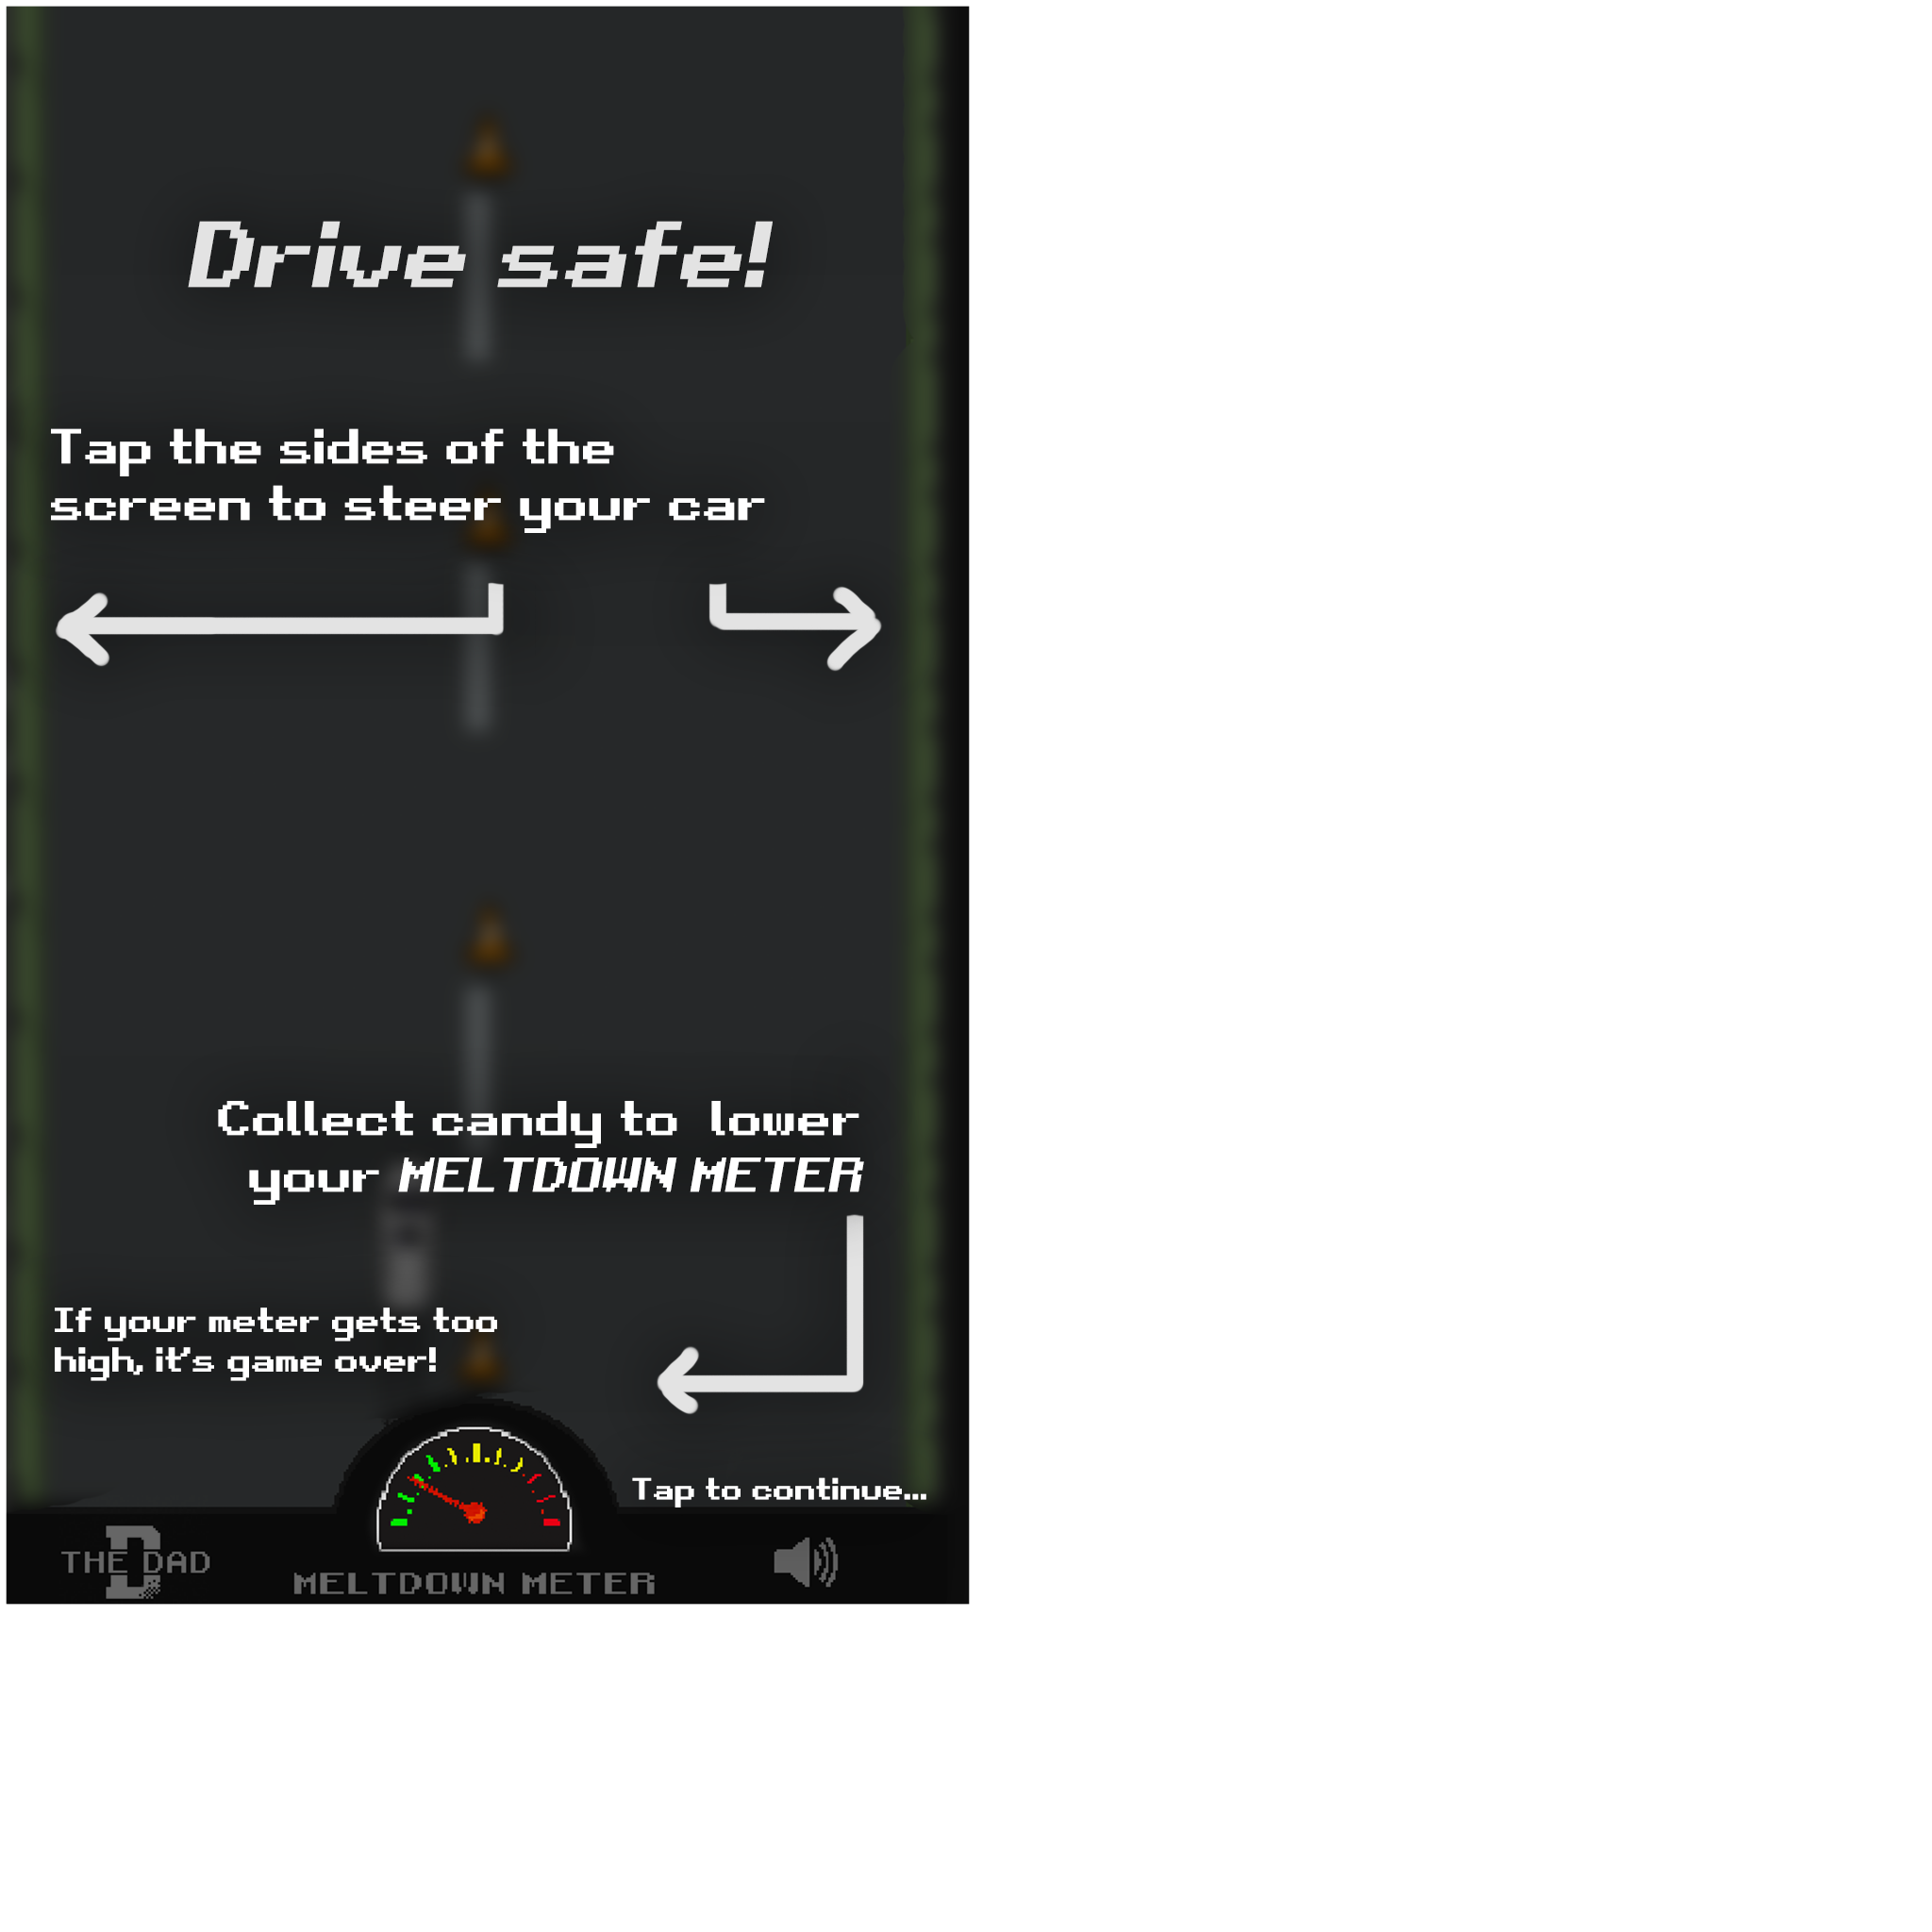 Drive safe!
Tap the sides of the
screen to steer your car
Collect candy to lower
your MELTDOWN METER
If your meter gets too
high, it's game over!
Tap to continue...
D
THE DAD
MELTDOWN METER